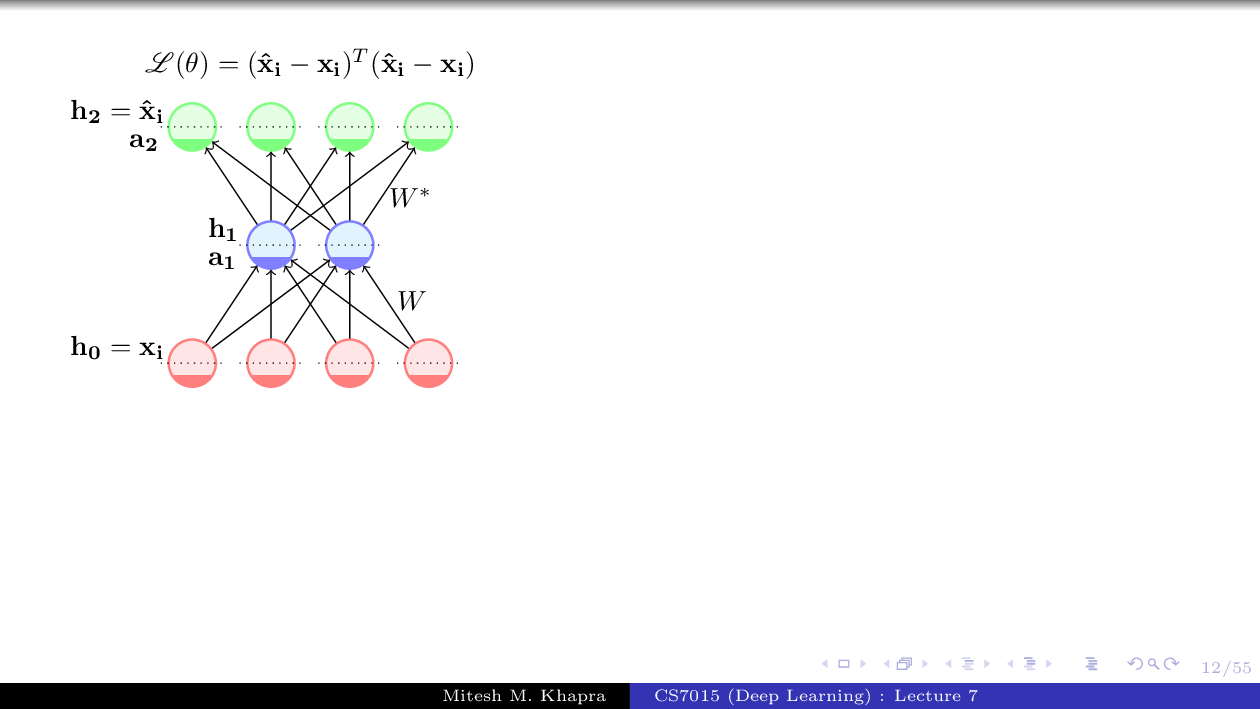 ℒ(θ) = (x̂ᵢ − xᵢ)ᵀ(x̂ᵢ − xᵢ)
h₂ = x̂ᵢ
a₂
W*
h₁
a₁
W
h₀ = xᵢ
12/55
Mitesh M. Khapra CS7015 (Deep Learning) : Lecture 7